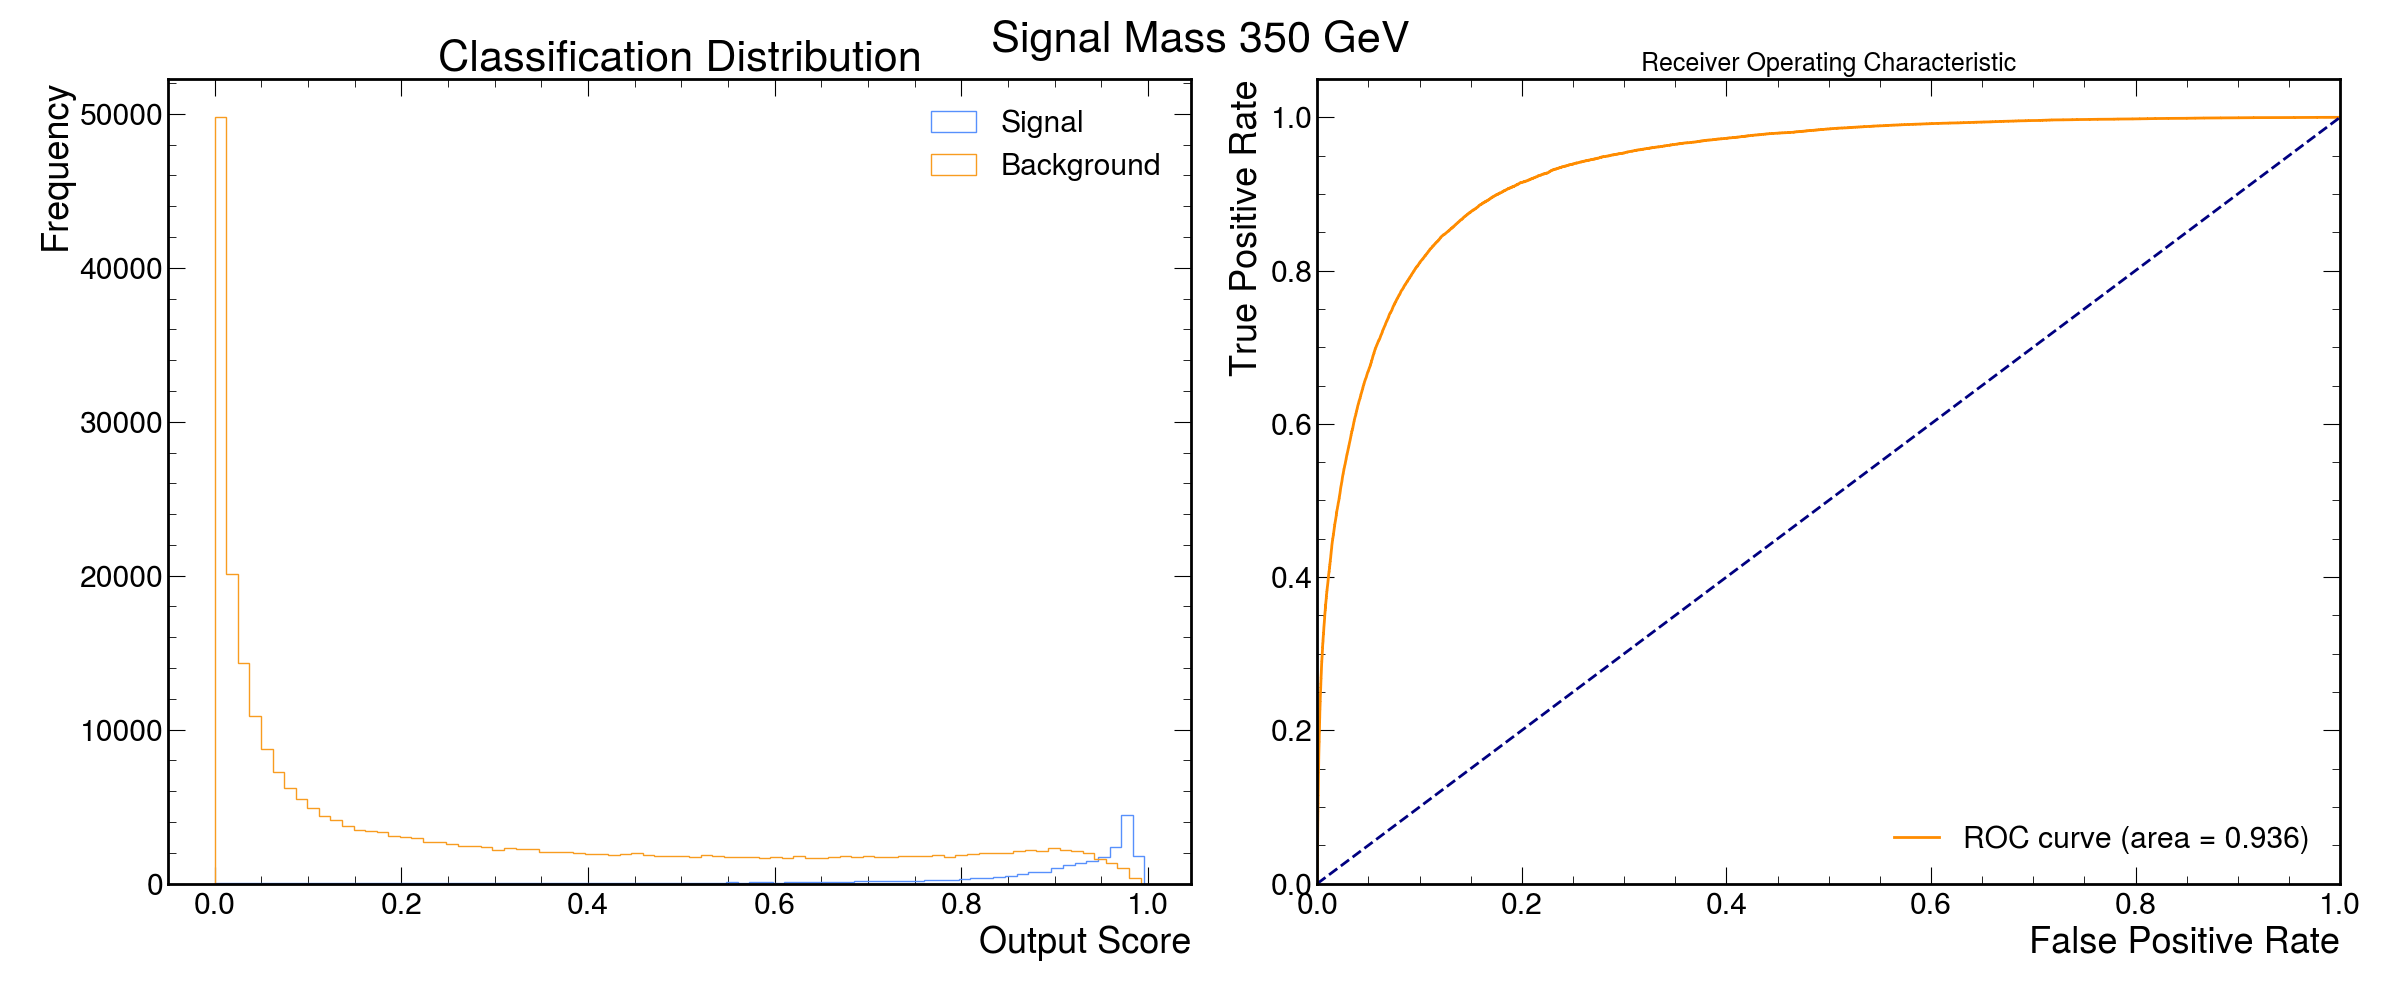 Signal Mass 350 GeV
Classification Distribution
Frequency
50000
40000
30000
20000
10000
0
Signal
Background
0.0 0.2 0.4 0.6 0.8 1.0
Output Score
Receiver Operating Characteristic
True Positive Rate
1.0
0.8
0.6
0.4
0.2
0.0
ROC curve (area = 0.936)
0.0 0.2 0.4 0.6 0.8 1.0
False Positive Rate